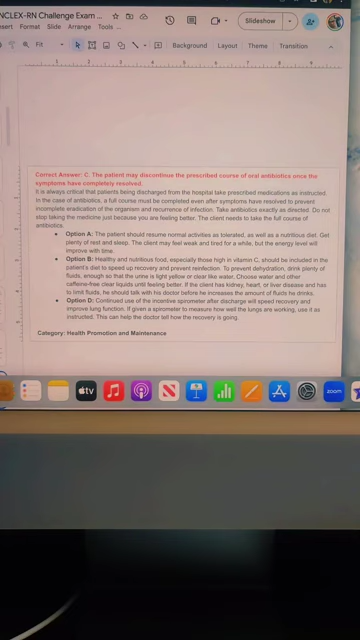 NCLEX-RN Challenge Exam ...
nsert Format Slide Arrange Tools ...
Slideshow
Fit
Background Layout Theme Transition
1 2 3 4 5 6 7 8 9
Correct Answer: C. The patient may discontinue the prescribed course of oral antibiotics once the
symptoms have completely resolved.
It is always critical that patients being discharged from the hospital take prescribed medications as instructed.
In the case of antibiotics, a full course must be completed even after symptoms have resolved to prevent
incomplete eradication of the organism and recurrence of infection. Take antibiotics exactly as directed. Do not
stop taking the medicine just because you are feeling better. The client needs to take the full course of
antibiotics.
• Option A: The patient should resume normal activities as tolerated, as well as a nutritious diet. Get
plenty of rest and sleep. The client may feel weak and tired for a while, but the energy level will
improve with time.
• Option B: Healthy and nutritious food, especially those high in vitamin C, should be included in the
patient's diet to speed up recovery and prevent reinfection. To prevent dehydration, drink plenty of
fluids, enough so that the urine is light yellow or clear like water. Choose water and other
caffeine-free clear liquids until feeling better. If the client has kidney, heart, or liver disease and has
to limit fluids, he should talk with his doctor before he increases the amount of fluids he drinks.
• Option D: Continued use of the incentive spirometer after discharge will speed recovery and
improve lung function. If given a spirometer to measure how well the lungs are working, use it as
instructed. This can help the doctor tell how the recovery is going.
Category: Health Promotion and Maintenance
tv
zoom